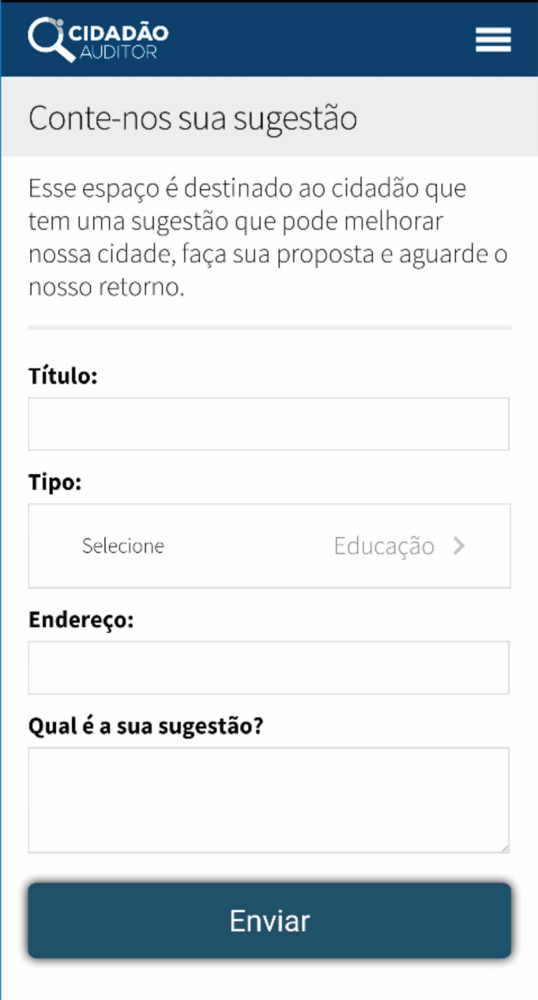 CIDADÃO
AUDITOR
Conte-nos sua sugestão
Esse espaço é destinado ao cidadão que
tem uma sugestão que pode melhorar
nossa cidade, faça sua proposta e aguarde o
nosso retorno.
Título:
Tipo:
Selecione Educação
Endereço:
Qual é a sua sugestão?
Enviar